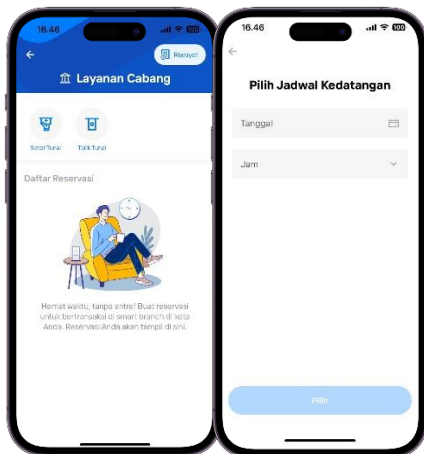 16.46
100
Riwayat
Layanan Cabang
Setor Tunai
Tarik Tunai
Daftar Reservasi
Hemat waktu, tanpa antre! Buat reservasi
untuk bertransaksi di smart branch di kota
Anda. Reservasi Anda akan tampil di sini.
16.46
100
Pilih Jadwal Kedatangan
Tanggal
Jam
Pilih